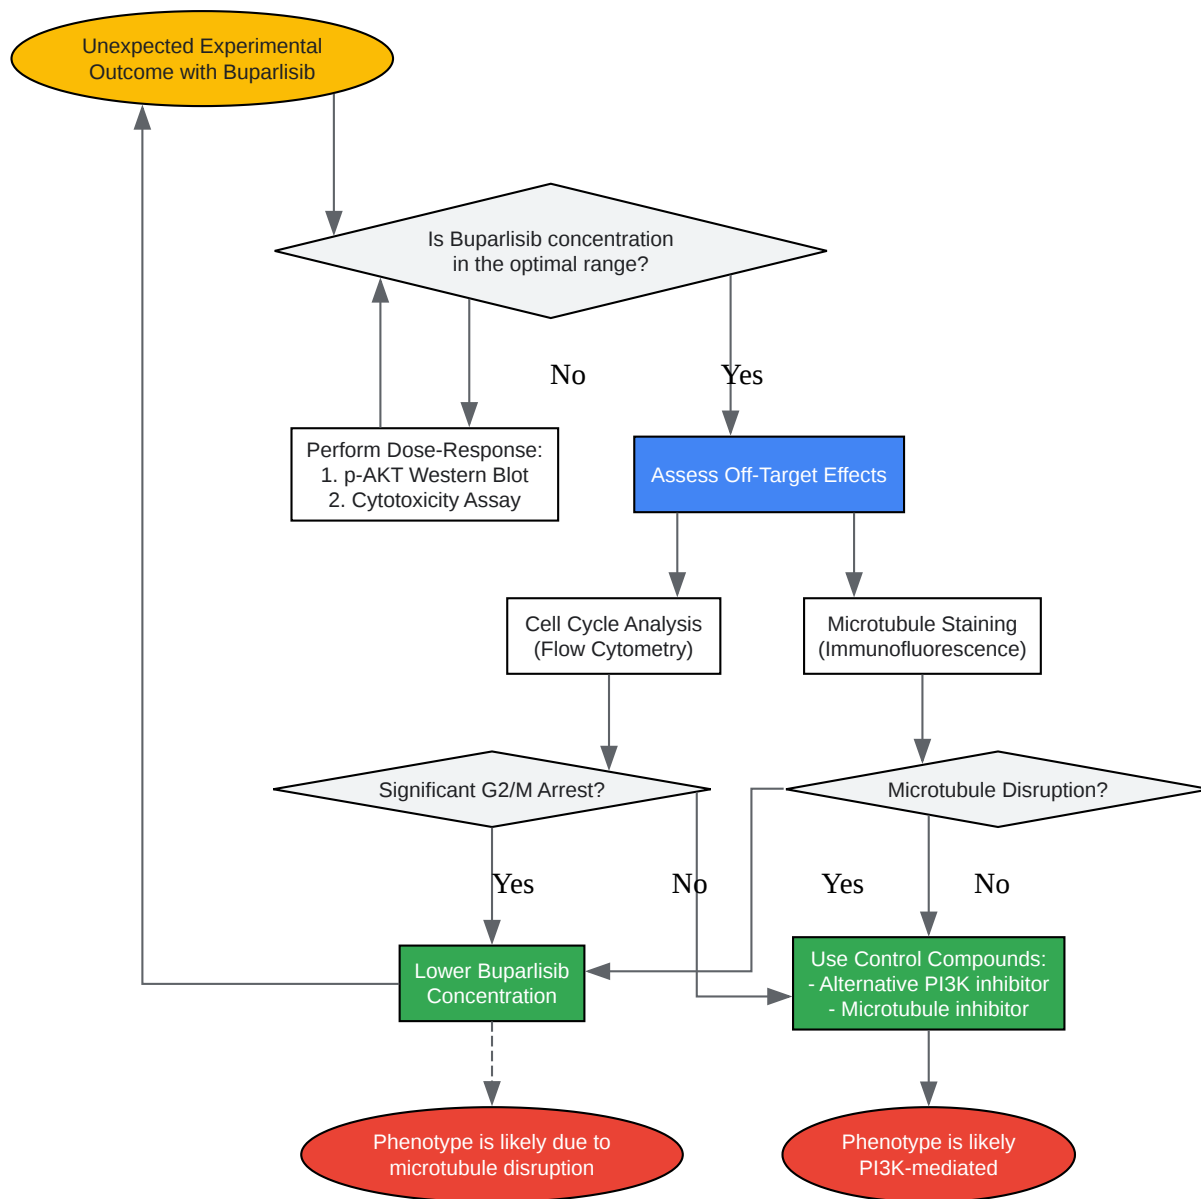 Unexpected Experimental
Outcome with Buparlisib
Is Buparlisib concentration
in the optimal range?
No
Yes
Perform Dose-Response:
1. p-AKT Western Blot
2. Cytotoxicity Assay
Assess Off-Target Effects
Cell Cycle Analysis
(Flow Cytometry)
Microtubule Staining
(Immunofluorescence)
Significant G2/M Arrest?
Microtubule Disruption?
Yes
No
Yes
No
Lower Buparlisib
Concentration
Use Control Compounds:
- Alternative PI3K inhibitor
- Microtubule inhibitor
Phenotype is likely due to
microtubule disruption
Phenotype is likely
PI3K-mediated